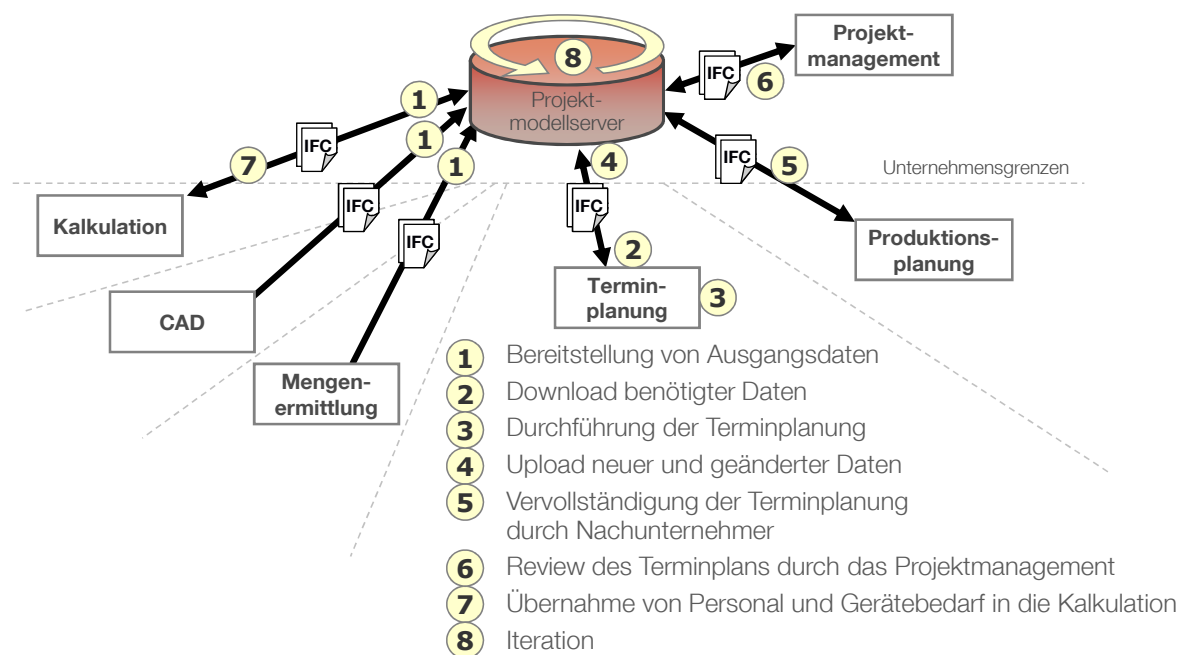 8
Projekt-
modellserver
Projekt-
management
IFC
6
1
IFC
7
1
IFC
1
IFC
4
IFC
2
IFC
5
Unternehmensgrenzen
Kalkulation
CAD
Mengen-
ermittlung
Termin-
planung
3
Produktions-
planung
1 Bereitstellung von Ausgangsdaten
2 Download benötigter Daten
3 Durchführung der Terminplanung
4 Upload neuer und geänderter Daten
5 Vervollständigung der Terminplanung
durch Nachunternehmer
6 Review des Terminplans durch das Projektmanagement
7 Übernahme von Personal und Gerätebedarf in die Kalkulation
8 Iteration